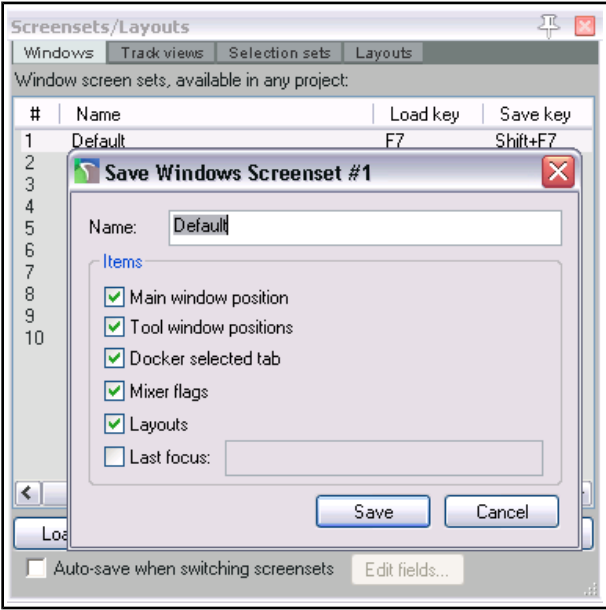 Screensets/Layouts
Windows Track views Selection sets Layouts
Window screen sets, available in any project:
# Name Load key Save key
1 Default F7 Shift+F7
2
Save Windows Screenset #1
3
4
5
Name: Default
6
7
Items
8
Main window position
9
Tool window positions
10
Docker selected tab
Mixer flags
Layouts
Last focus:
Save Cancel
Auto-save when switching screensets Edit fields...